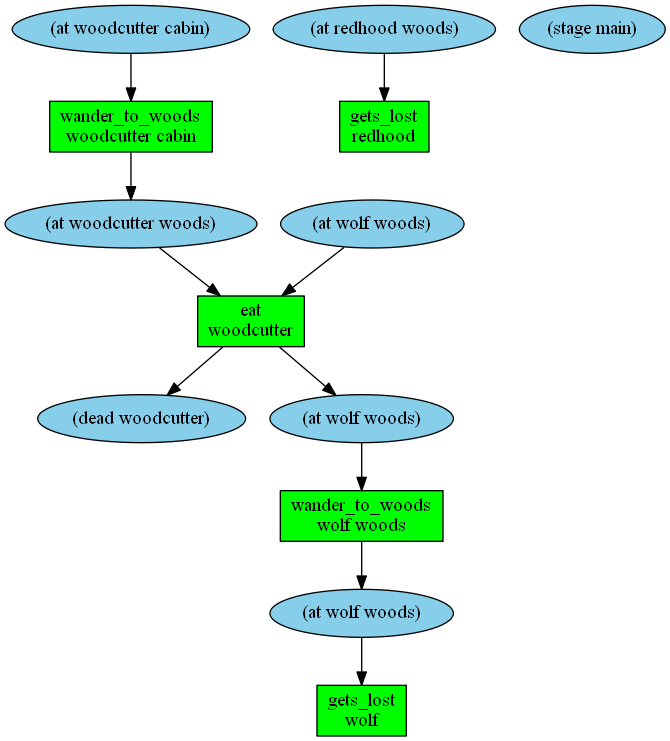 (at woodcutter cabin)
(at redhood woods)
(stage main)
wander_to_woods
woodcutter cabin
gets_lost
redhood
(at woodcutter woods)
(at wolf woods)
eat
woodcutter
(dead woodcutter)
(at wolf woods)
wander_to_woods
wolf woods
(at wolf woods)
gets_lost
wolf